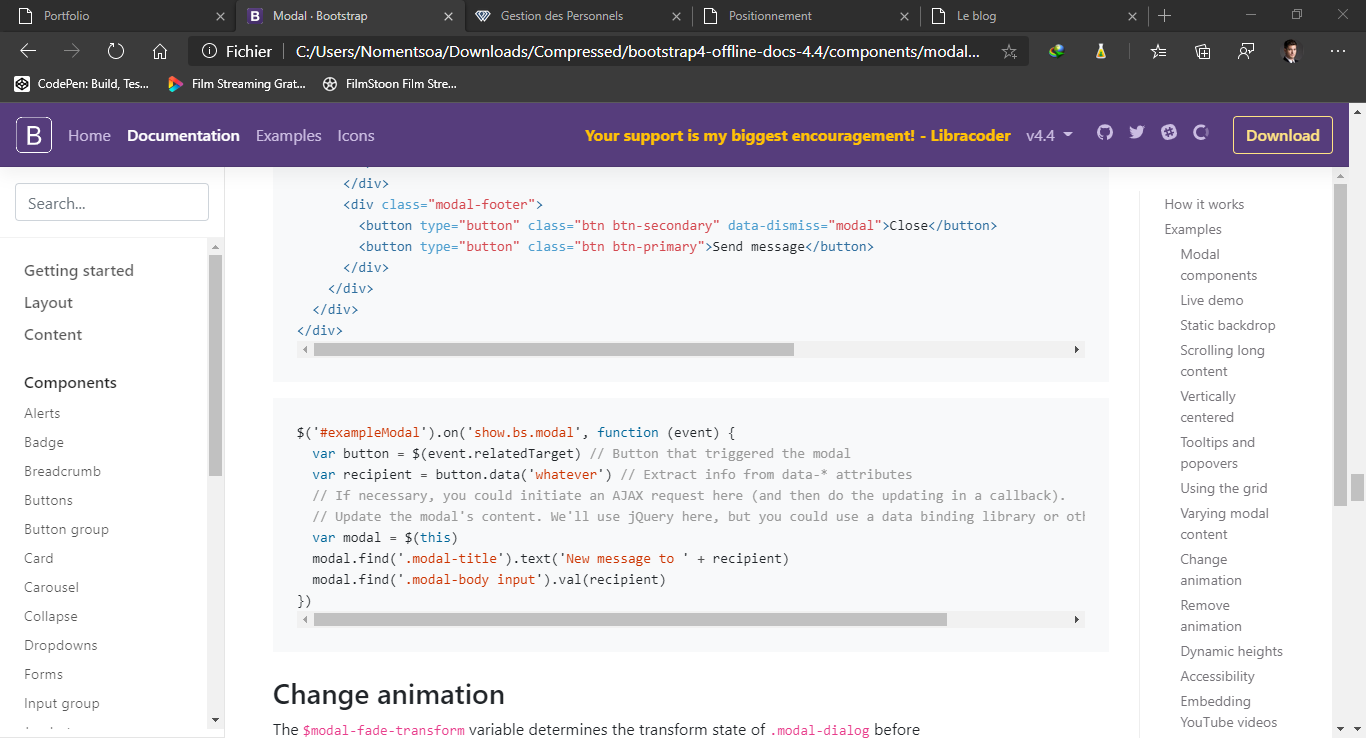 Portfolio
Modal · Bootstrap
Gestion des Personnels
Positionnement
Le blog
Fichier
C:/Users/Nomentsoa/Downloads/Compressed/bootstrap4-offline-docs-4.4/components/modal...
CodePen: Build, Tes...
Film Streaming Grat...
FilmStoon Film Stre...
B Home Documentation Examples Icons
Your support is my biggest encouragement! - Libracoder
v4.4
Download
Search...
Getting started
Layout
Content
Components
Alerts
Badge
Breadcrumb
Buttons
Button group
Card
Carousel
Collapse
Dropdowns
Forms
Input group
</div>
<div class="modal-footer">
<button type="button" class="btn btn-secondary" data-dismiss="modal">Close</button>
<button type="button" class="btn btn-primary">Send message</button>
</div>
</div>
</div>
</div>
$('#exampleModal').on('show.bs.modal', function (event) {
var button = $(event.relatedTarget) // Button that triggered the modal
var recipient = button.data('whatever') // Extract info from data-* attributes
// If necessary, you could initiate an AJAX request here (and then do the updating in a callback).
// Update the modal's content. We'll use jQuery here, but you could use a data binding library or oth
var modal = $(this)
modal.find('.modal-title').text('New message to ' + recipient)
modal.find('.modal-body input').val(recipient)
})
Change animation
The $modal-fade-transform variable determines the transform state of .modal-dialog before
How it works
Examples
Modal
components
Live demo
Static backdrop
Scrolling long
content
Vertically
centered
Tooltips and
popovers
Using the grid
Varying modal
content
Change
animation
Remove
animation
Dynamic heights
Accessibility
Embedding
YouTube videos